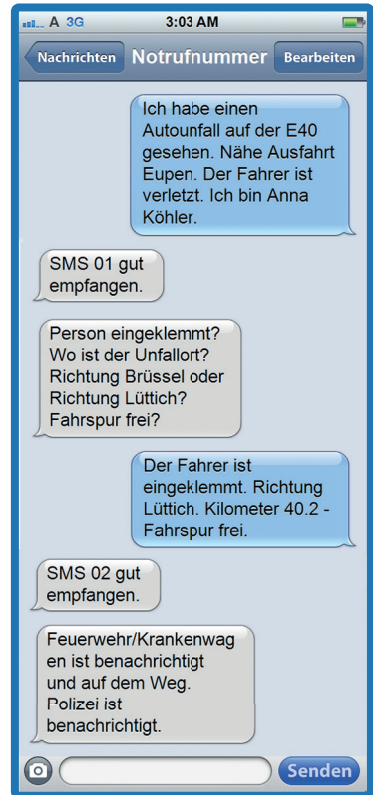 A 3G 3:03 AM
Nachrichten Notrufnummer Bearbeiten
Ich habe einen
Autounfall auf der E40
gesehen. Nähe Ausfahrt
Eupen. Der Fahrer ist
verletzt. Ich bin Anna
Köhler.
SMS 01 gut
empfangen.
Person eingeklemmt?
Wo ist der Unfallort?
Richtung Brüssel oder
Richtung Lüttich?
Fahrspur frei?
Der Fahrer ist
eingeklemmt. Richtung
Lüttich. Kilometer 40.2 -
Fahrspur frei.
SMS 02 gut
empfangen.
Feuerwehr/Krankenwag
en ist benachrichtigt
und auf dem Weg.
Polizei ist
benachrichtigt.
Senden